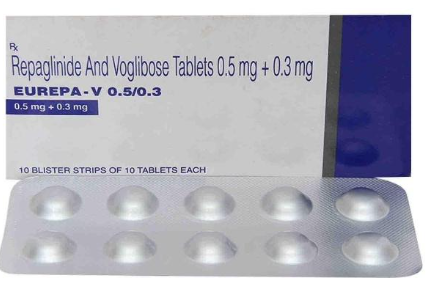 Rx
Repaglinide And Voglibose Tablets 0.5 mg + 0.3 mg
EUREPA-V 0.5/0.3
0.5 mg + 0.3 mg
10 BLISTER STRIPS OF 10 TABLETS EACH